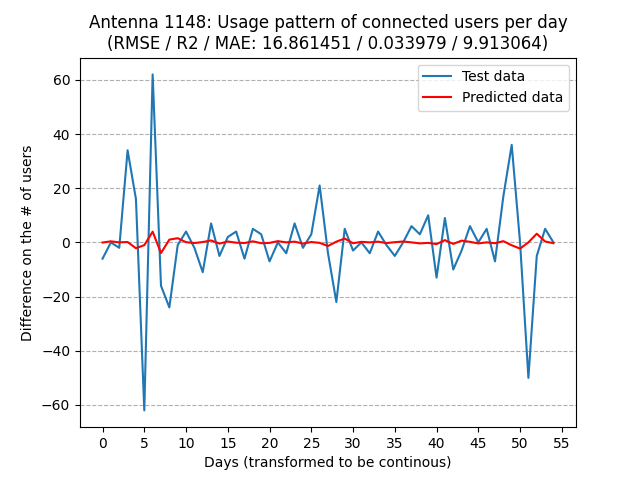 Antenna 1148: Usage pattern of connected users per day
(RMSE / R2 / MAE: 16.861451 / 0.033979 / 9.913064)
Test data
Predicted data
Difference on the # of users
60
40
20
0
−20
−40
−60
0 5 10 15 20 25 30 35 40 45 50 55
Days (transformed to be continous)